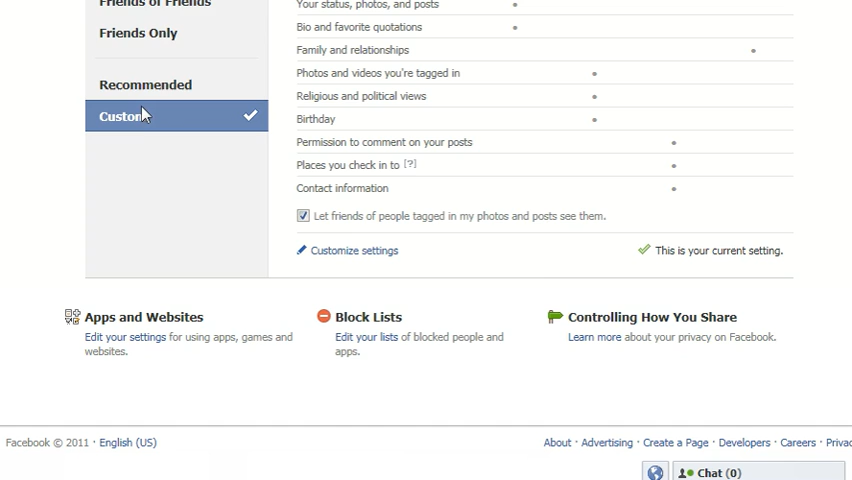 Friends of Friends
Your status, photos, and posts
Friends Only
Bio and favorite quotations
Family and relationships
Photos and videos you're tagged in
Recommended
Religious and political views
Custom
Birthday
Permission to comment on your posts
Places you check in to [?]
Contact information
Let friends of people tagged in my photos and posts see them.
Customize settings
This is your current setting.
Apps and Websites
Edit your settings for using apps, games and
websites.
Block Lists
Edit your lists of blocked people and
apps.
Controlling How You Share
Learn more about your privacy on Facebook.
Facebook © 2011 · English (US)
About · Advertising · Create a Page · Developers · Careers · Privac
Chat (0)